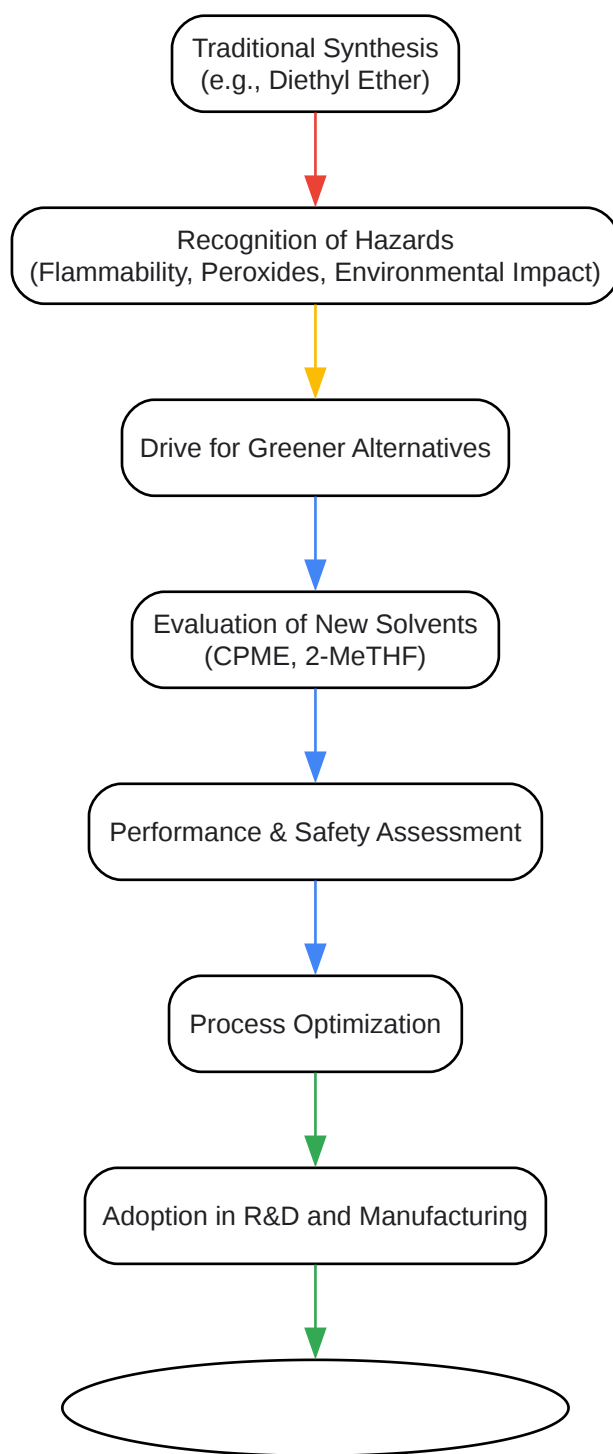 Traditional Synthesis
(e.g., Diethyl Ether)
Recognition of Hazards
(Flammability, Peroxides, Environmental Impact)
Drive for Greener Alternatives
Evaluation of New Solvents
(CPME, 2-MeTHF)
Performance & Safety Assessment
Process Optimization
Adoption in R&D and Manufacturing